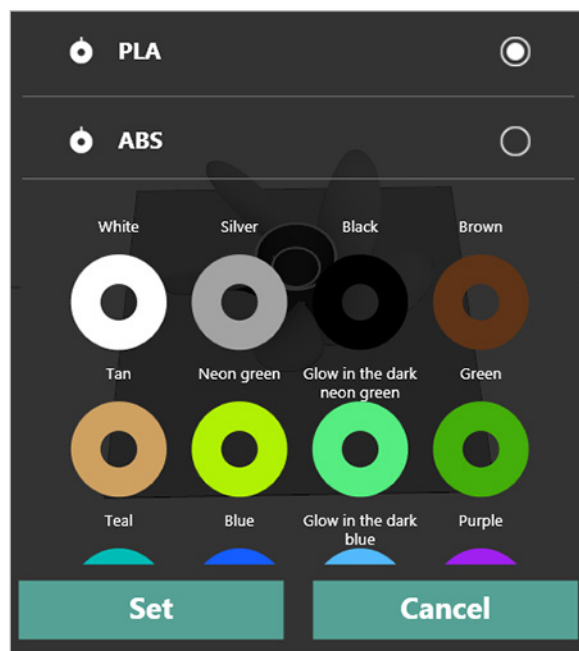 PLA
ABS
White Silver Black Brown
Tan Neon green Glow in the dark Green
neon green
Teal Blue Glow in the dark Purple
blue
Set Cancel